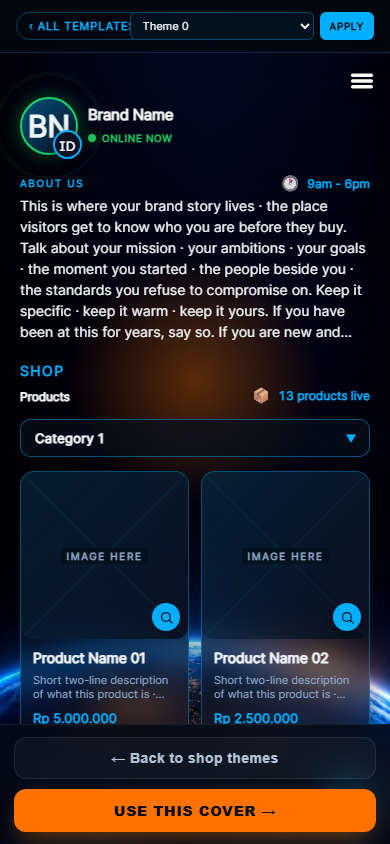 ‹ ALL TEMPLATES
Theme 0
APPLY
BN
ID
Brand Name
ONLINE NOW
ABOUT US
9am - 6pm
This is where your brand story lives · the place
visitors get to know who you are before they buy.
Talk about your mission · your ambitions · your goals
· the moment you started · the people beside you ·
the standards you refuse to compromise on. Keep it
specific · keep it warm · keep it yours. If you have
been at this for years, say so. If you are new and...
SHOP
Products
13 products live
Category 1
IMAGE HERE
IMAGE HERE
Product Name 01
Short two-line description
of what this product is ·...
Rp 5.000.000
Product Name 02
Short two-line description
of what this product is ·...
Rp 2.500.000
← Back to shop themes
USE THIS COVER →